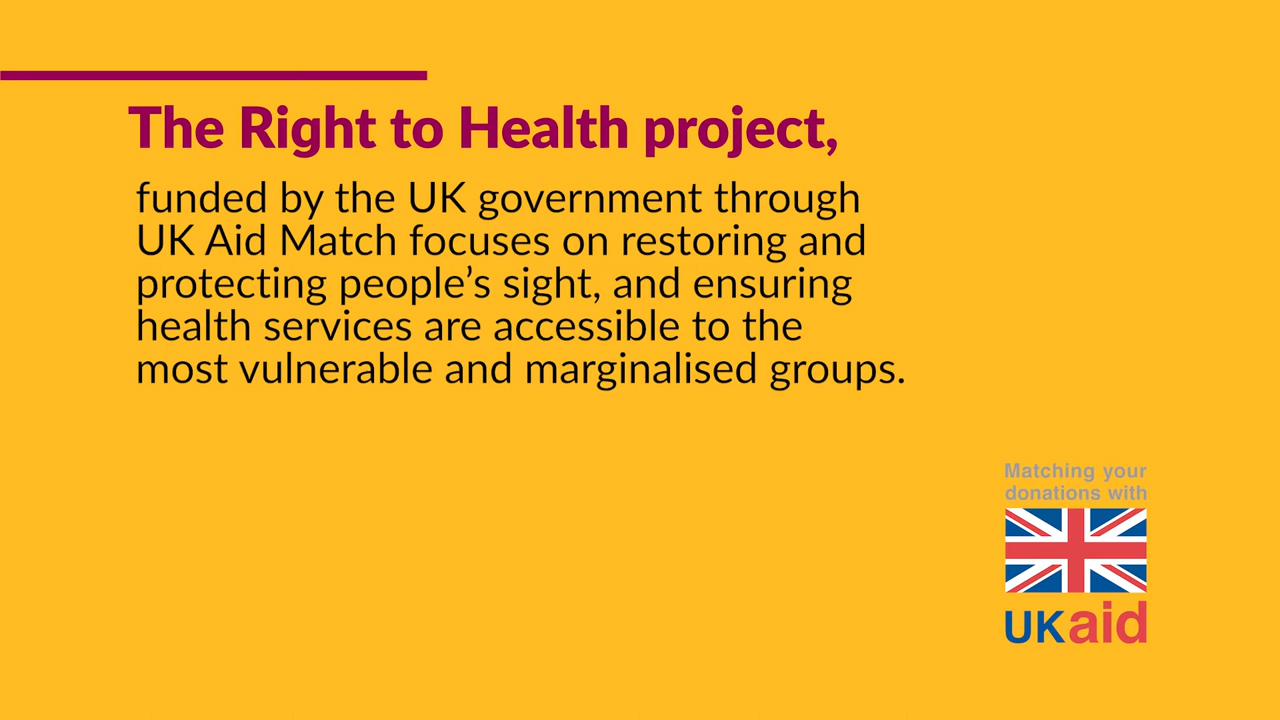 The Right to Health project,
funded by the UK government through
UK Aid Match focuses on restoring and
protecting people’s sight, and ensuring
health services are accessible to the
most vulnerable and marginalised groups.
Matching your
donations with
UKaid